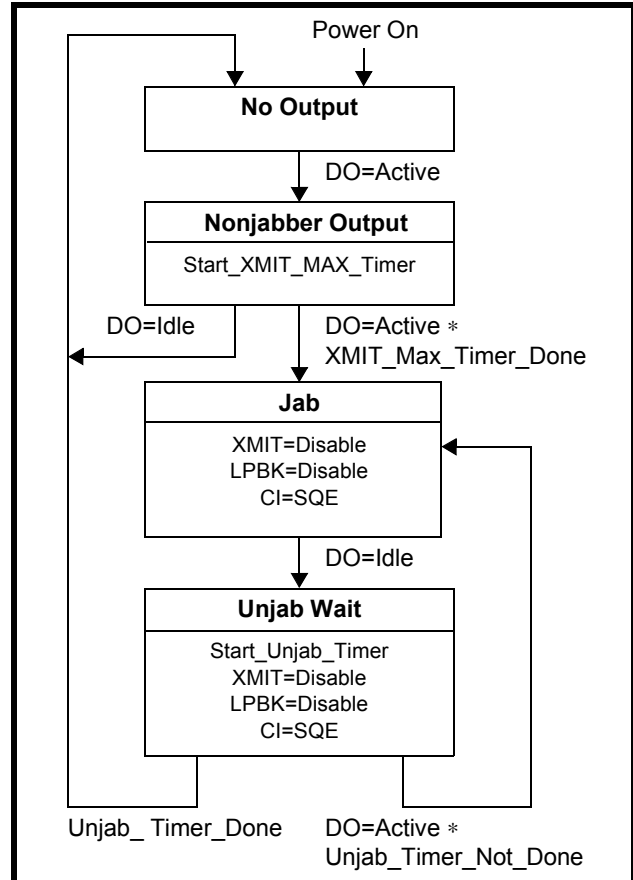 Power On
No Output
DO=Active
Nonjabber Output
Start_XMIT_MAX_Timer
DO=Idle
DO=Active *
XMIT_Max_Timer_Done
Jab
XMIT=Disable
LPBK=Disable
CI=SQE
DO=Idle
Unjab Wait
Start_Unjab_Timer
XMIT=Disable
LPBK=Disable
CI=SQE
Unjab_ Timer_Done
DO=Active *
Unjab_Timer_Not_Done